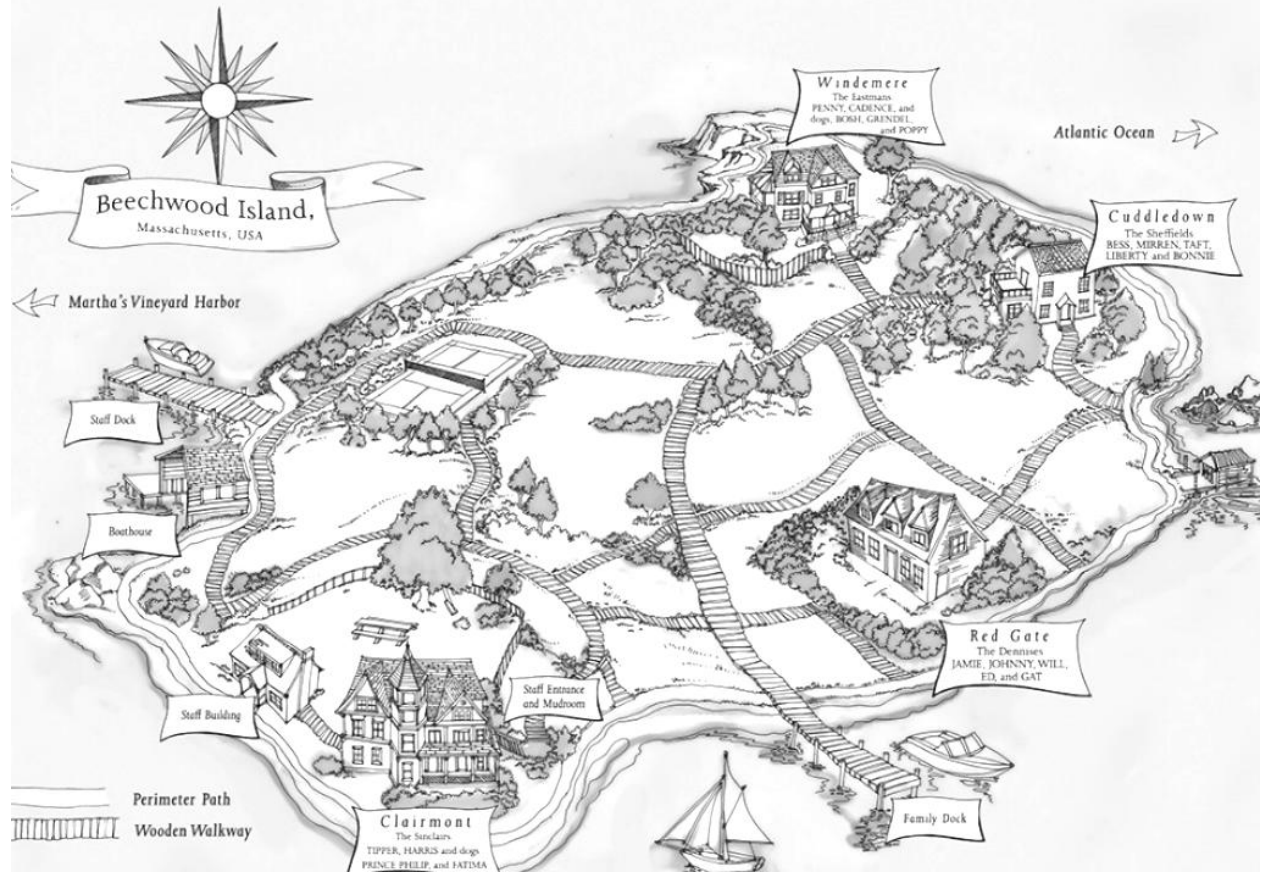 Windemere
The Eastmans
PENNY, CADENCE, and
dogs, BOSH, GRENDEL,
and POPPY
Atlantic Ocean
Beechwood Island,
Massachusetts, USA
Cuddledown
The Sheffields
BESS, MIRREN, TAFT,
LIBERTY and BONNIE
Martha's Vineyard Harbor
Staff Dock
Boathouse
Red Gate
The Dennises
JAMIE, JOHNNY, WILL,
ED, and GAT
Staff Entrance
and Mudroom
Staff Building
Perimeter Path
Wooden Walkway
Clairmont
The Sinclairs
TIPPER, HARRIS and dogs
PRINCE PHILIP, and FATIMA
Family Dock